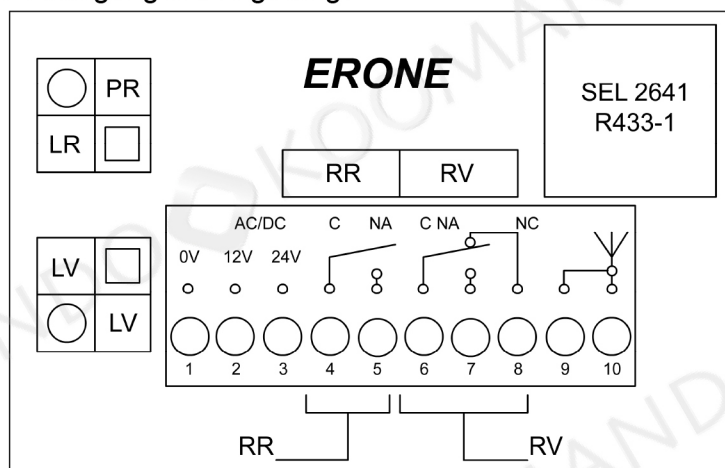 ERONE
PR
LR
SEL 2641
R433-1
RR RV
AC/DC C NA C NA NC
0V 12V 24V
LV
LV
1 2 3 4 5 6 7 8 9 10
RR RV